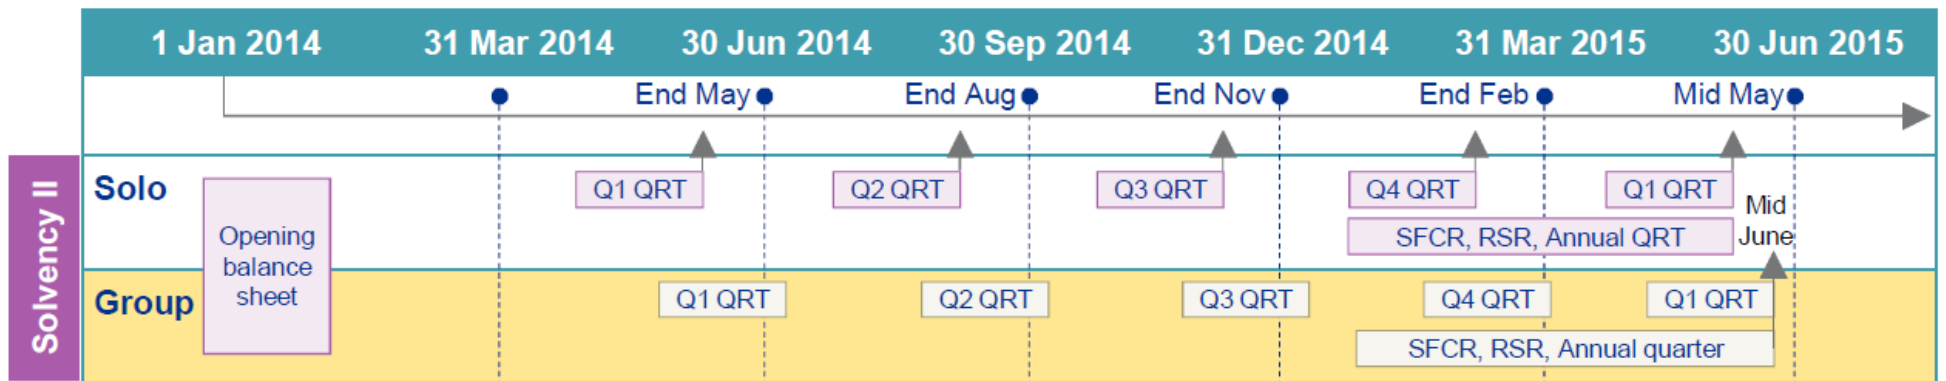 1 Jan 2014 31 Mar 2014 30 Jun 2014 30 Sep 2014 31 Dec 2014 31 Mar 2015 30 Jun 2015
End May End Aug End Nov End Feb Mid May
Solvency II
Solo
Q1 QRT Q2 QRT Q3 QRT Q4 QRT Q1 QRT
Mid
June
SFCR, RSR, Annual QRT
Opening
balance
sheet
Group
Q1 QRT Q2 QRT Q3 QRT Q4 QRT Q1 QRT
SFCR, RSR, Annual quarter